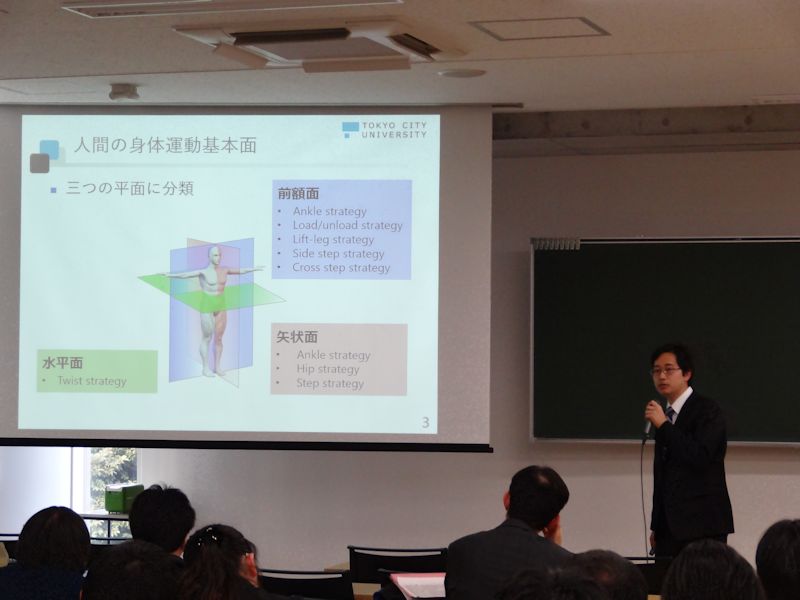 人間の身体運動基本面
TOKYO CITY
UNIVERSITY
■ 三つの平面に分類
前額面
• Ankle strategy
• Load/unload strategy
• Lift-leg strategy
• Side step strategy
• Cross step strategy
矢状面
• Ankle strategy
• Hip strategy
• Step strategy
水平面
• Twist strategy
3